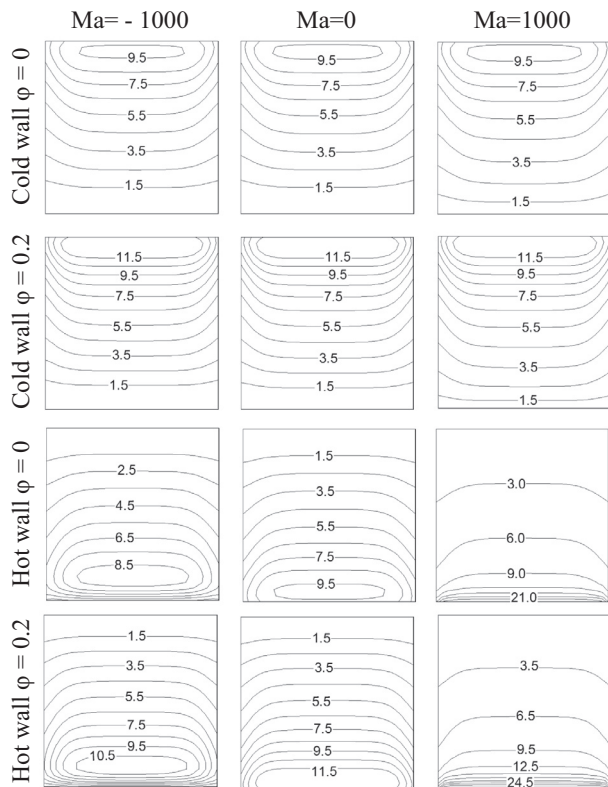 Ma= - 1000 Ma=0 Ma=1000
Cold wall φ = 0
9.5 9.5 9.5
7.5 7.5 7.5
5.5 5.5 5.5
3.5 3.5 3.5
1.5 1.5 1.5
Cold wall φ = 0.2
11.5 11.5 11.5
9.5 9.5 9.5
7.5 7.5 7.5
5.5 5.5 5.5
3.5 3.5 3.5
1.5 1.5 1.5
Hot wall φ = 0
2.5 1.5 3.0
4.5 3.5 6.0
6.5 5.5 9.0
8.5 7.5 21.0
9.5
Hot wall φ = 0.2
1.5 1.5 3.5
3.5 3.5 6.5
5.5 5.5 9.5
7.5 7.5 12.5
9.5 9.5 24.5
10.5 11.5